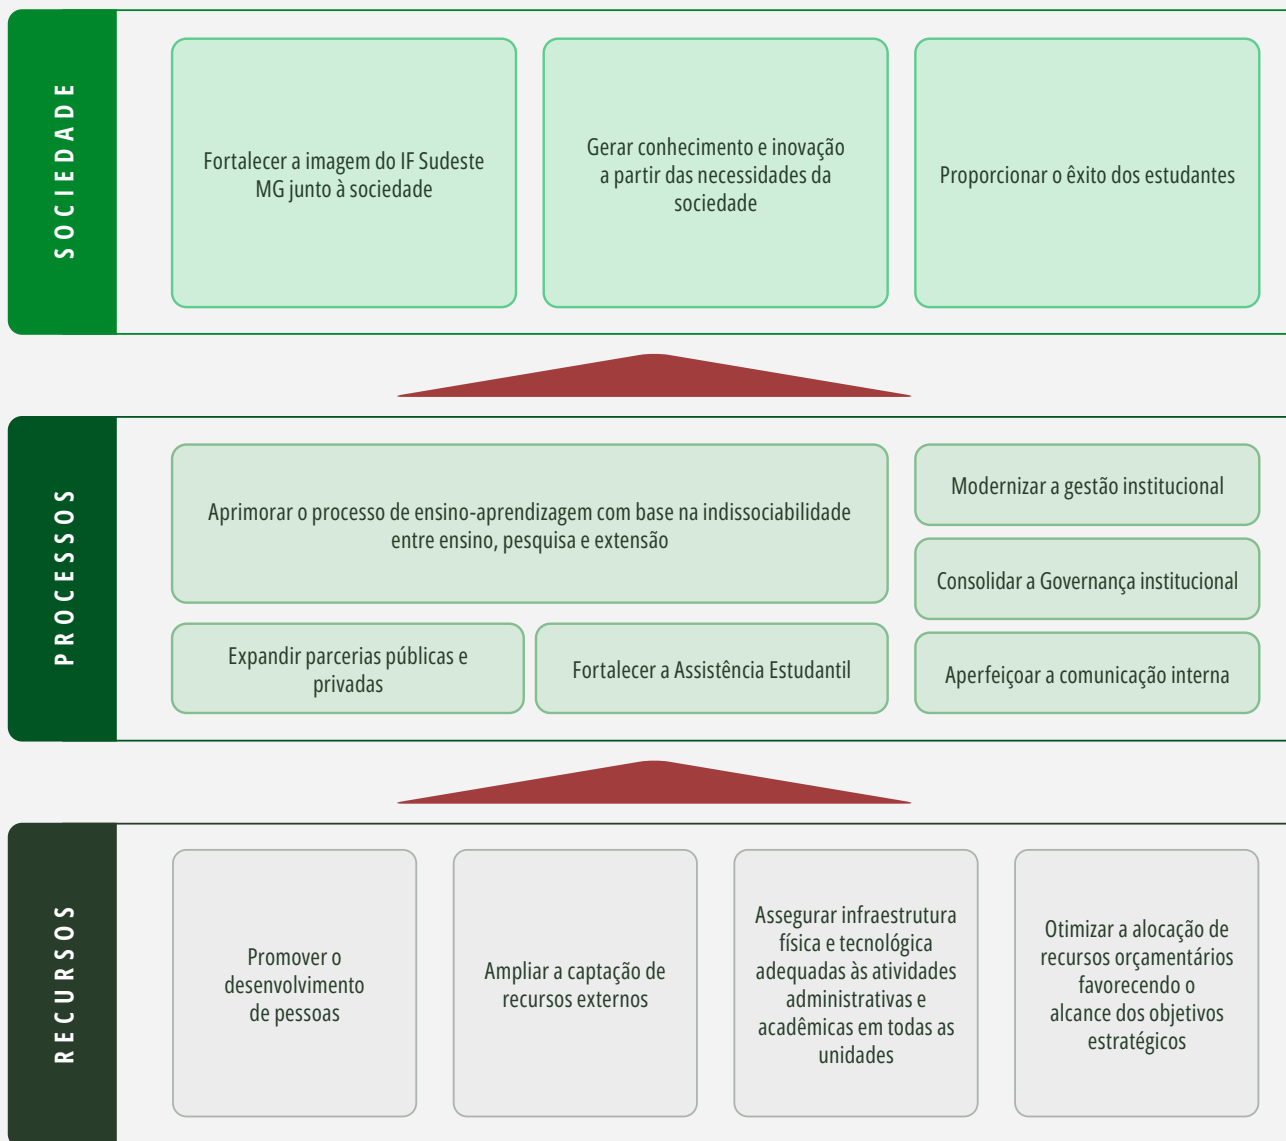 SOCIEDADE
Fortalecer a imagem do IF Sudeste
MG junto à sociedade
Gerar conhecimento e inovação
a partir das necessidades da
sociedade
Proporcionar o êxito dos estudantes
PROCESSOS
Aprimorar o processo de ensino-aprendizagem com base na indissociabilidade
entre ensino, pesquisa e extensão
Expandir parcerias públicas e
privadas
Fortalecer a Assistência Estudantil
Modernizar a gestão institucional
Consolidar a Governança institucional
Aperfeiçoar a comunicação interna
RECURSOS
Promover o
desenvolvimento
de pessoas
Ampliar a captação de
recursos externos
Assegurar infraestrutura
física e tecnológica
adequadas às atividades
administrativas e
acadêmicas em todas as
unidades
Otimizar a alocação de
recursos orçamentários
favorecendo o
alcance dos objetivos
estratégicos